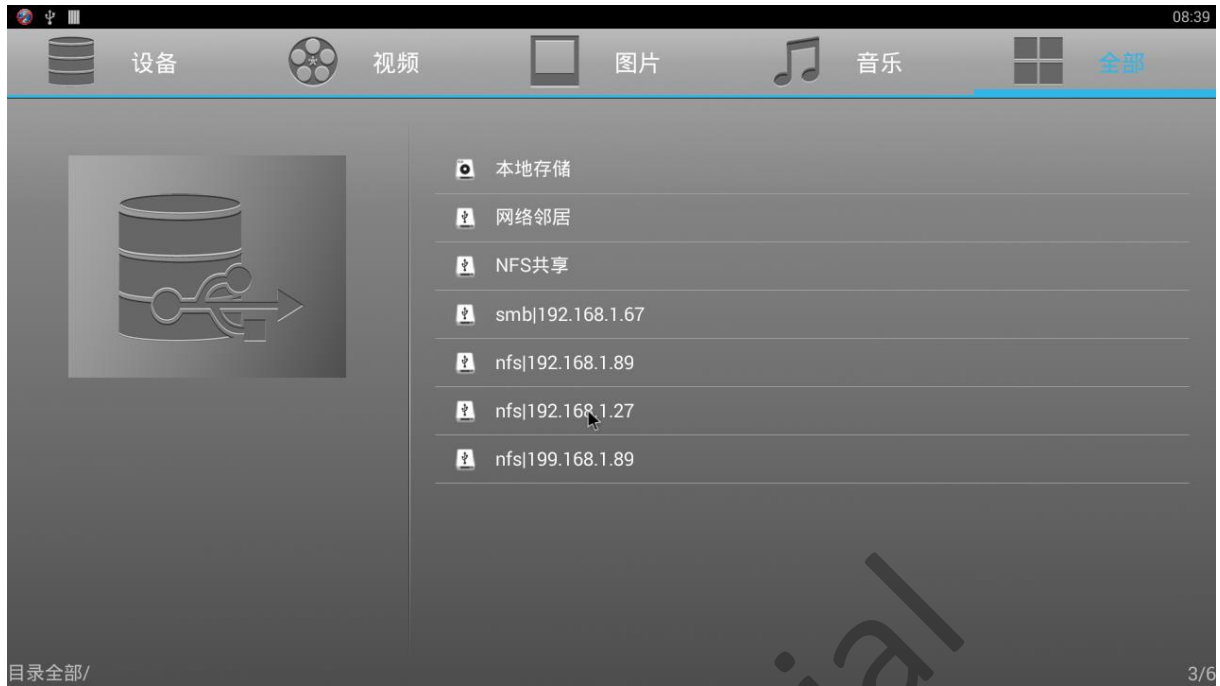 08:39
设备
视频
图片
音乐
全部
本地存储
网络邻居
NFS共享
smb|192.168.1.67
nfs|192.168.1.89
nfs|192.168.1.27
nfs|199.168.1.89
目录全部/
3/6